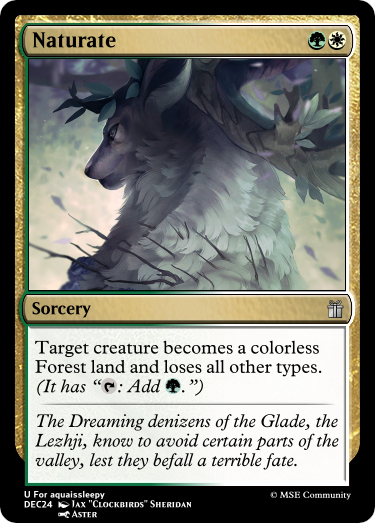 Naturate
Sorcery
Target creature becomes a colorless
Forest land and loses all other types.
(It has “: Add .”)
The Dreaming denizens of the Glade, the
Lezhji, know to avoid certain parts of the
valley, lest they befall a terrible fate.
U For aquaissleepy
DEC24 Jax "Clockbirds" Sheridan
Aster
© MSE Community